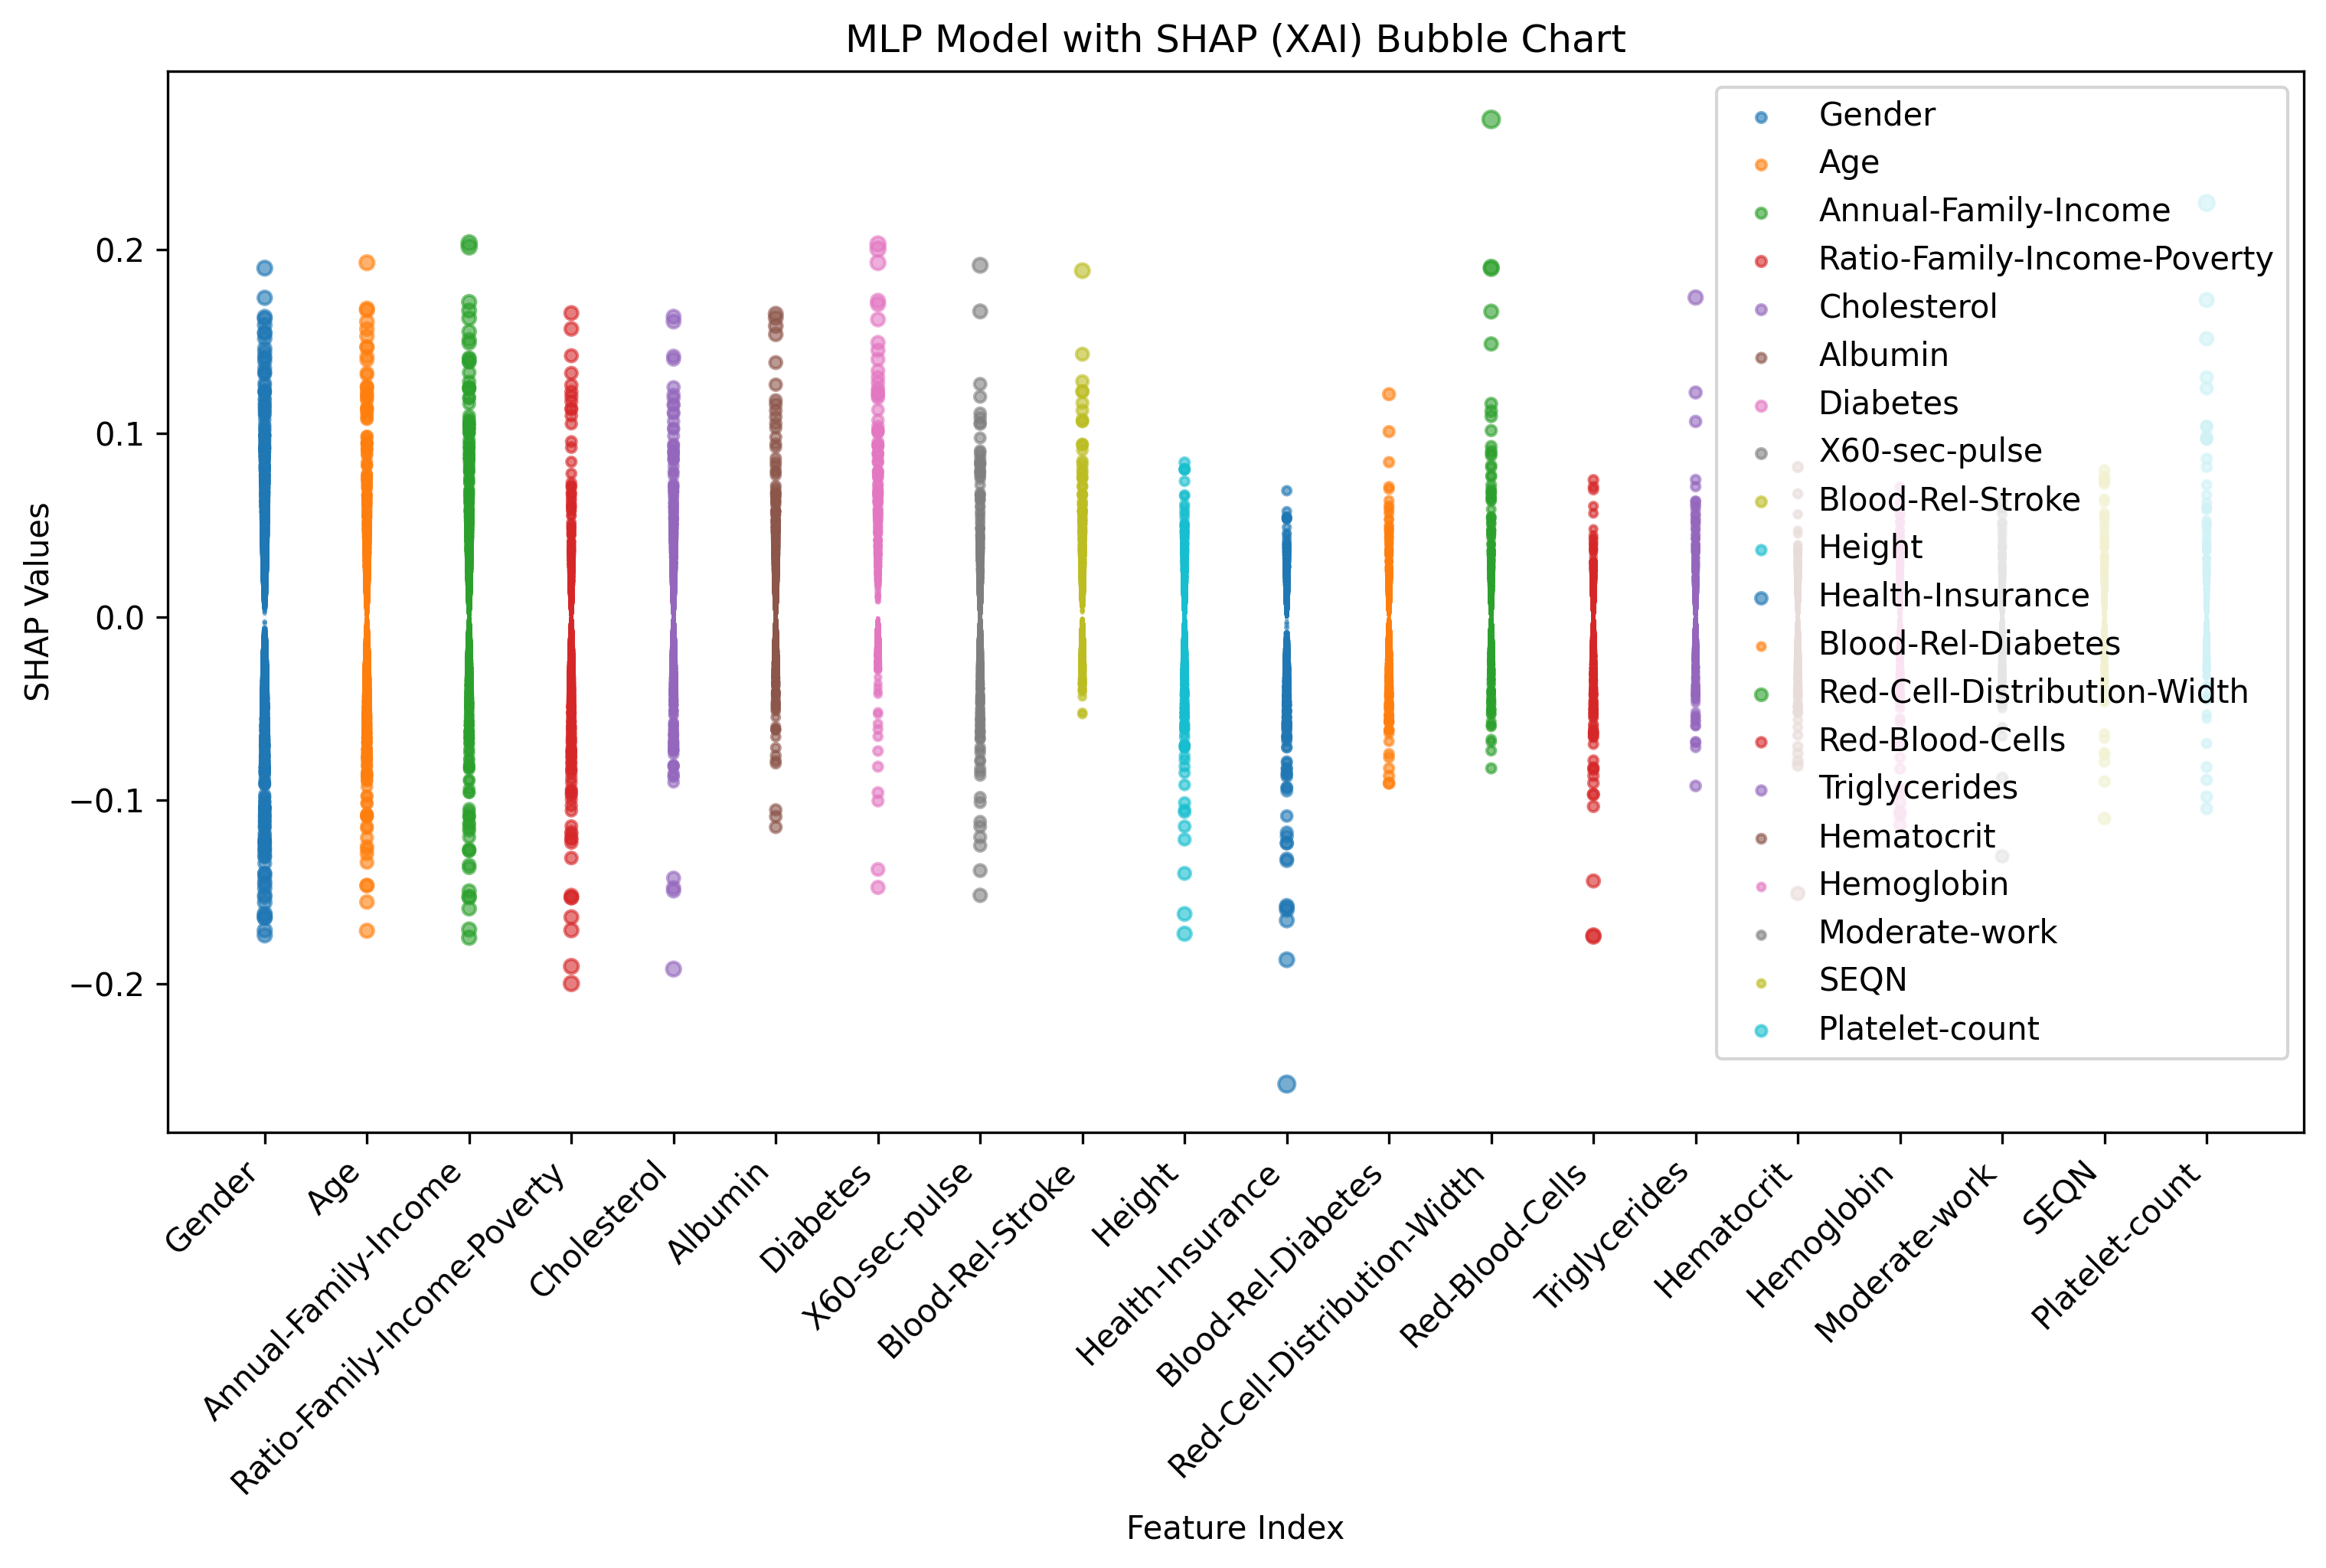 MLP Model with SHAP (XAI) Bubble Chart
SHAP Values
0.2
0.1
0.0
−0.1
−0.2
Gender
Age
Annual-Family-Income
Ratio-Family-Income-Poverty
Cholesterol
Albumin
Diabetes
X60-sec-pulse
Blood-Rel-Stroke
Height
Health-Insurance
Blood-Rel-Diabetes
Red-Cell-Distribution-Width
Red-Blood-Cells
Triglycerides
Hematocrit
Hemoglobin
Moderate-work
SEQN
Platelet-count
Gender
Age
Annual-Family-Income
Ratio-Family-Income-Poverty
Cholesterol
Albumin
Diabetes
X60-sec-pulse
Blood-Rel-Stroke
Height
Health-Insurance
Blood-Rel-Diabetes
Red-Cell-Distribution-Width
Red-Blood-Cells
Triglycerides
Hematocrit
Hemoglobin
Moderate-work
SEQN
Platelet-count
Feature Index